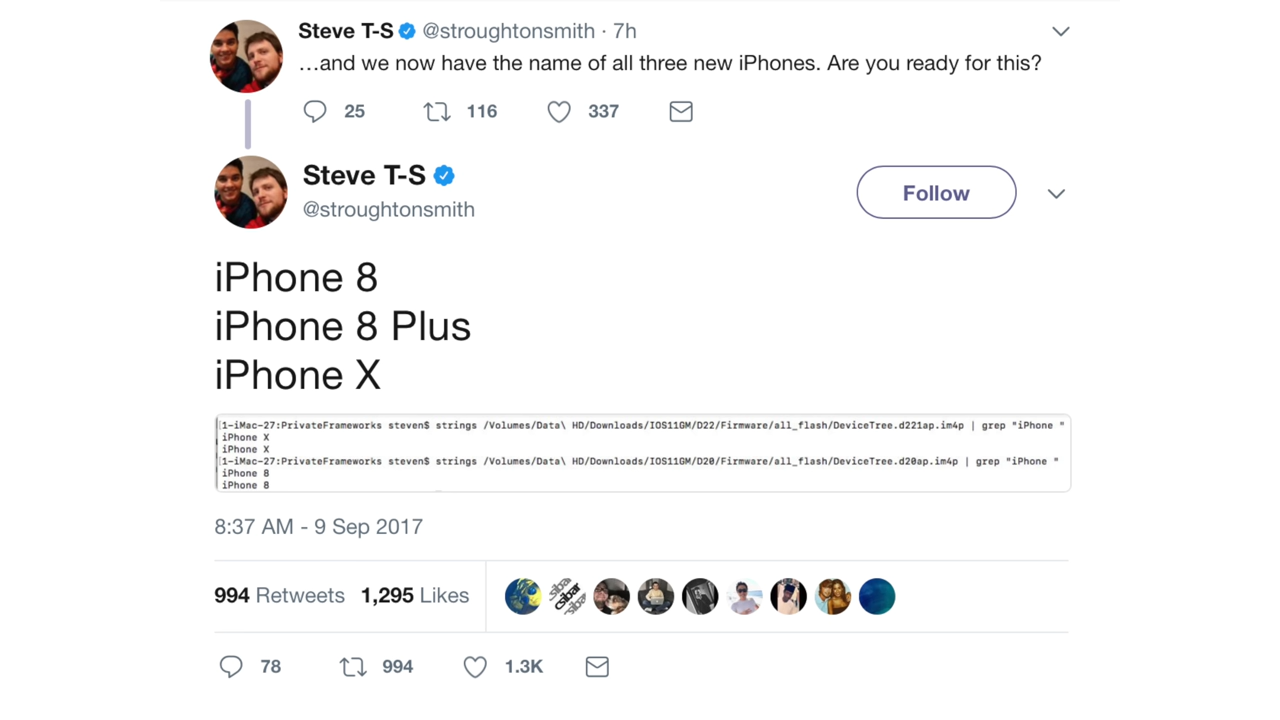 Steve T-S @stroughtonsmith · 7h
...and we now have the name of all three new iPhones. Are you ready for this?
25 116 337
Steve T-S
@stroughtonsmith
Follow
iPhone 8
iPhone 8 Plus
iPhone X
1-iMac-27:PrivateFrameworks steven$ strings /Volumes/Data\ HD/Downloads/IOS11GM/D22/Firmware/all_flash/DeviceTree.d221ap.im4p | grep "iPhone "
iPhone X
iPhone X
1-iMac-27:PrivateFrameworks steven$ strings /Volumes/Data\ HD/Downloads/IOS11GM/D20/Firmware/all_flash/DeviceTree.d20ap.im4p | grep "iPhone "
iPhone 8
iPhone 8
8:37 AM - 9 Sep 2017
994 Retweets 1,295 Likes
78 994 1.3K